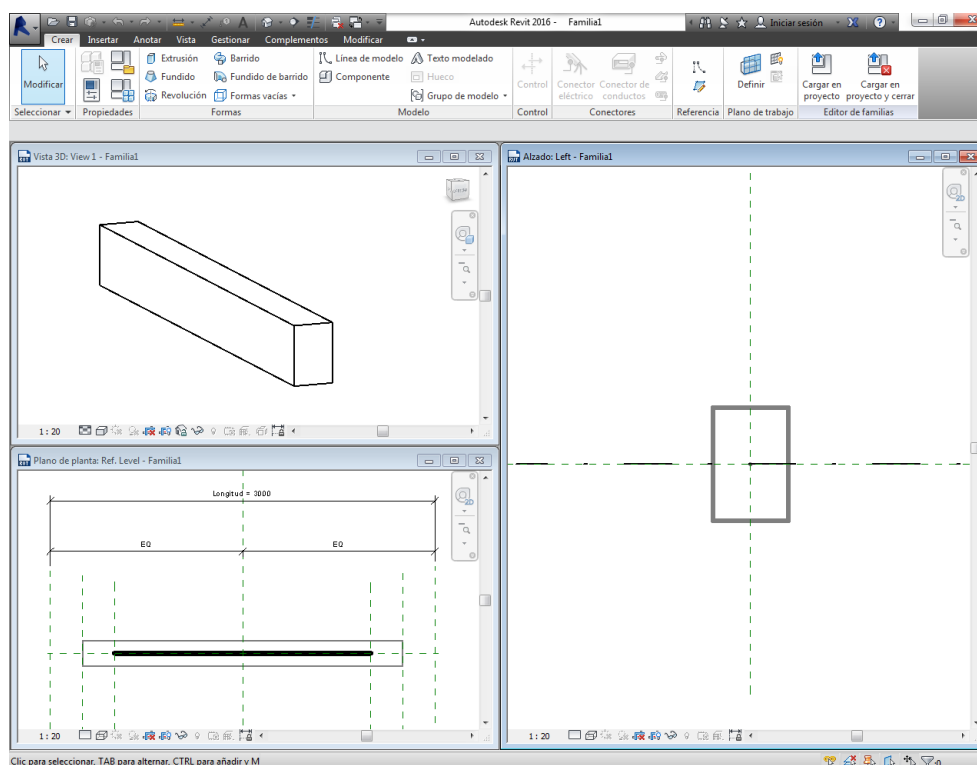 Autodesk Revit 2016 - Familia1 Iniciar sesión
Crear Insertar Anotar Vista Gestionar Complementos Modificar
Modificar
Extrusión Barrido
Fundido Fundido de barrido
Revolución Formas vacías
Línea de modelo Texto modelado
Componente Hueco
Grupo de modelo
Control
Conector eléctrico
Conector de conductos
Definir
Cargar en proyecto
Cargar en proyecto y cerrar
Seleccionar Propiedades Formas Modelo Control Conectores Referencia Plano de trabajo Editor de familias
Vista 3D: View 1 - Familia1
1 : 20
Plano de planta: Ref. Level - Familia1
Longitud = 3000
EQ EQ
1 : 20
Alzado: Left - Familia1
2D
1 : 20
Clic para seleccionar, TAB para alternar, CTRL para añadir y M
:0